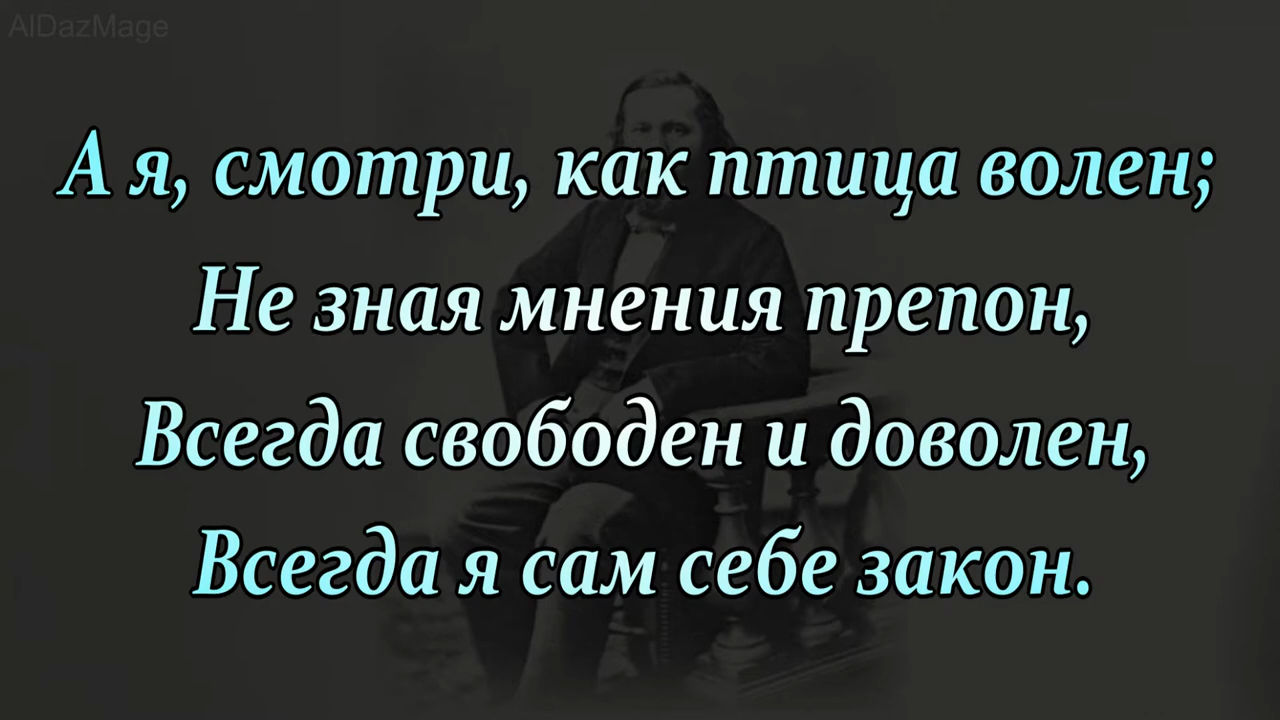 AlDazMage
А я, смотри, как птица волен;
Не зная мнения препон,
Всегда свободен и доволен,
Всегда я сам себе закон.